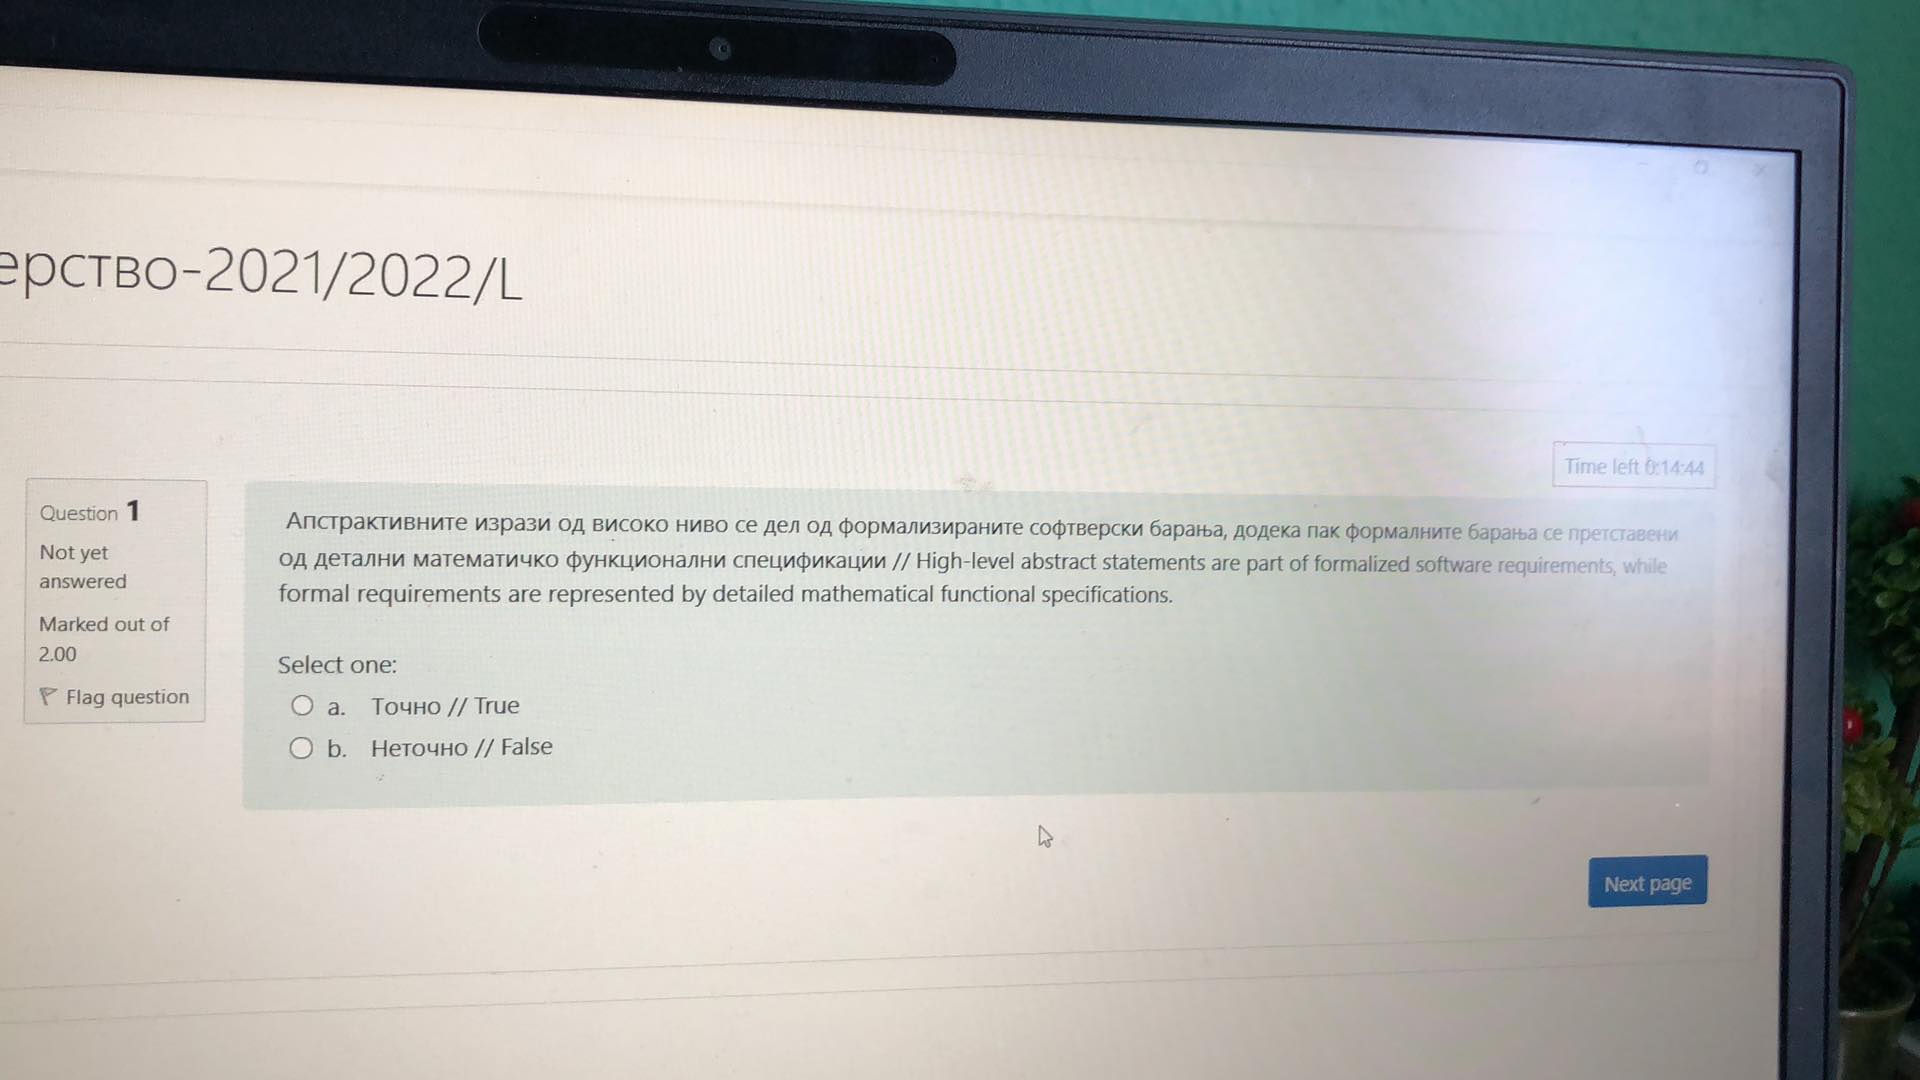 ерство-2021/2022/L
Time left 0:14:44
Question 1
Not yet
answered
Marked out of
2.00
Flag question
Апстрактивните изрази од високо ниво се дел од формализираните софтверски барања, додека пак формалните барања се претставени
од детални математичко функционални спецификации // High-level abstract statements are part of formalized software requirements, while
formal requirements are represented by detailed mathematical functional specifications.
Select one:
a. Точно // True
b. Неточно // False
Next page